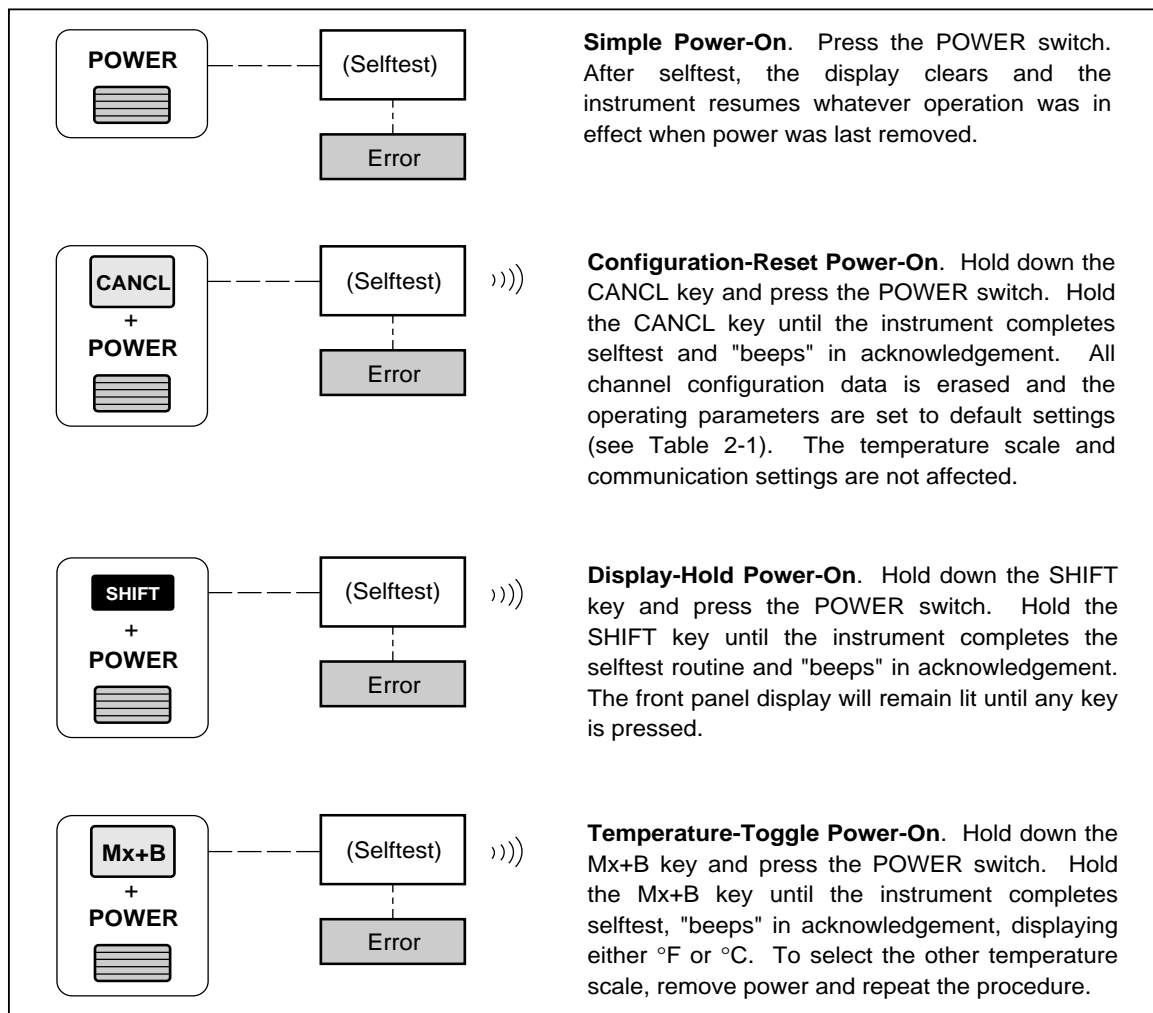 POWER
(Selftest)
Error
Simple Power-On. Press the POWER switch.
After selftest, the display clears and the
instrument resumes whatever operation was in
effect when power was last removed.
CANCL
+
POWER
(Selftest)
Error
Configuration-Reset Power-On. Hold down the
CANCL key and press the POWER switch. Hold
the CANCL key until the instrument completes
selftest and "beeps" in acknowledgement. All
channel configuration data is erased and the
operating parameters are set to default settings
(see Table 2-1). The temperature scale and
communication settings are not affected.
SHIFT
+
POWER
(Selftest)
Error
Display-Hold Power-On. Hold down the SHIFT
key and press the POWER switch. Hold the
SHIFT key until the instrument completes the
selftest routine and "beeps" in acknowledgement.
The front panel display will remain lit until any key
is pressed.
Mx+B
+
POWER
(Selftest)
Error
Temperature-Toggle Power-On. Hold down the
Mx+B key and press the POWER switch. Hold
the Mx+B key until the instrument completes
selftest, "beeps" in acknowledgement, displaying
either °F or °C. To select the other temperature
scale, remove power and repeat the procedure.